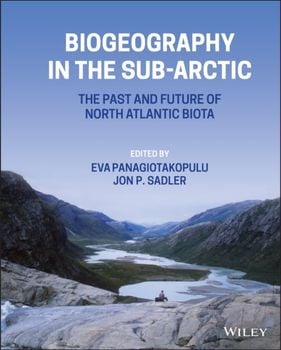 BIOGEOGRAPHY
IN THE SUB-ARCTIC
THE PAST AND FUTURE OF
NORTH ATLANTIC BIOTA
EDITED BY
EVA PANAGIOTAKOPULU
JON P. SADLER
WILEY